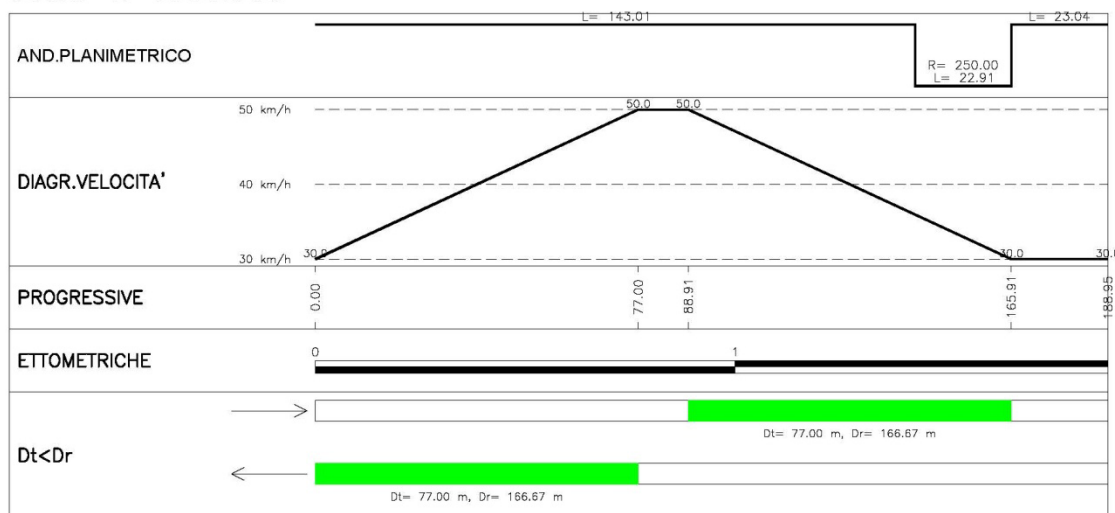 L= 143.01
L= 23.04
AND.PLANIMETRICO
R= 250.00
L= 22.91
50 km/h
50.0 50.0
DIAGR.VELOCITA'
40 km/h
30 km/h
30.0
30.0
30.0
PROGRESSIVE
0.00
77.00
88.91
165.91
188.95
ETTOMETRICHE
0
1
Dt= 77.00 m, Dr= 166.67 m
Dt<Dr
Dt= 77.00 m, Dr= 166.67 m